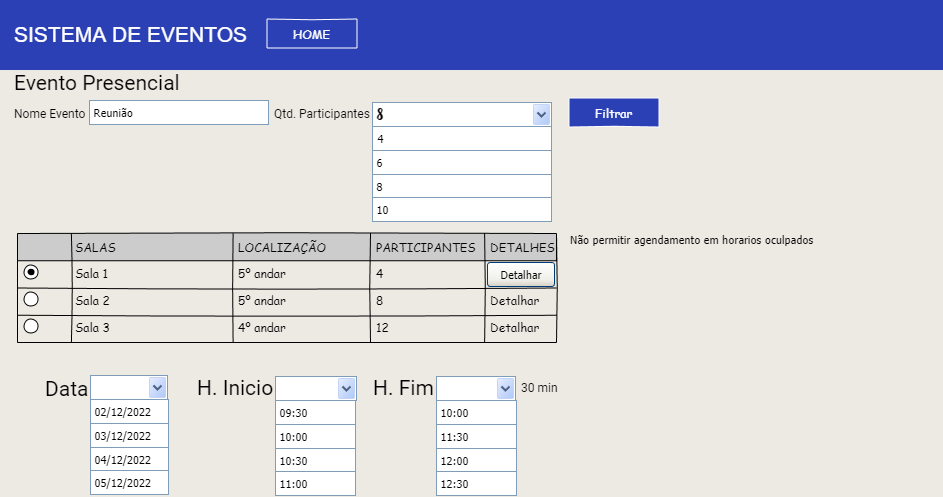 SISTEMA DE EVENTOS HOME
Evento Presencial
Nome Evento Reunião Qtd. Participantes 8 Filtrar
4
6
8
10
SALAS LOCALIZAÇÃO PARTICIPANTES DETALHES
Não permitir agendamento em horarios oculpados
Sala 1 5º andar 4 Detalhar
Sala 2 5º andar 8 Detalhar
Sala 3 4º andar 12 Detalhar
Data H. Inicio H. Fim 30 min
02/12/2022 09:30 10:00
03/12/2022 10:00 11:30
04/12/2022 10:30 12:00
05/12/2022 11:00 12:30